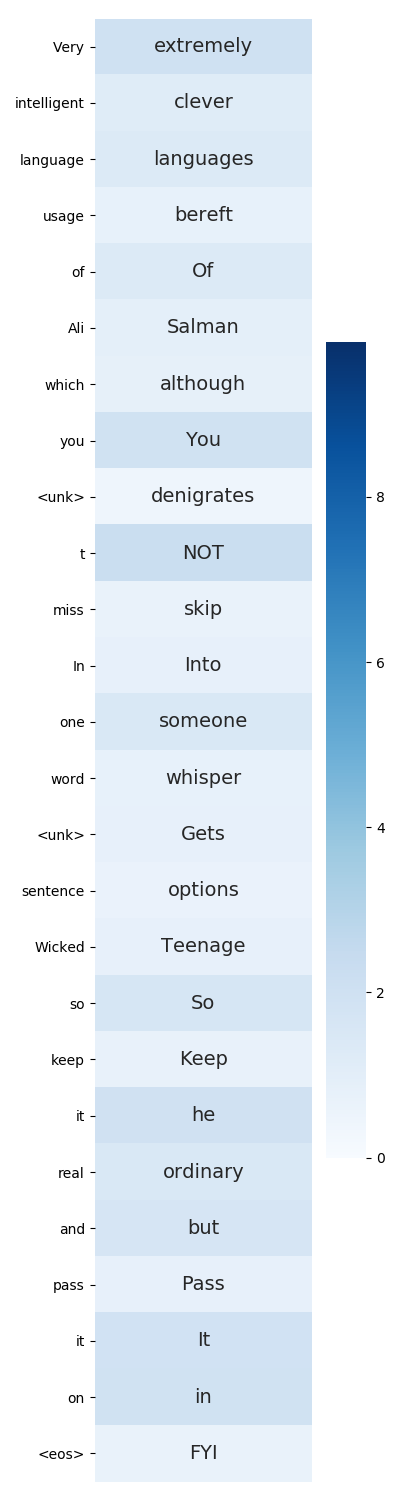 Very extremely
intelligent clever
language languages
usage bereft
of Of
Ali Salman
which although
you You
<unk> denigrates
t NOT
miss skip
In Into
one someone
word whisper
<unk> Gets
sentence options
Wicked Teenage
so So
keep Keep
it he
real ordinary
and but
pass Pass
it It
on in
<eos> FYI
8
6
4
2
0